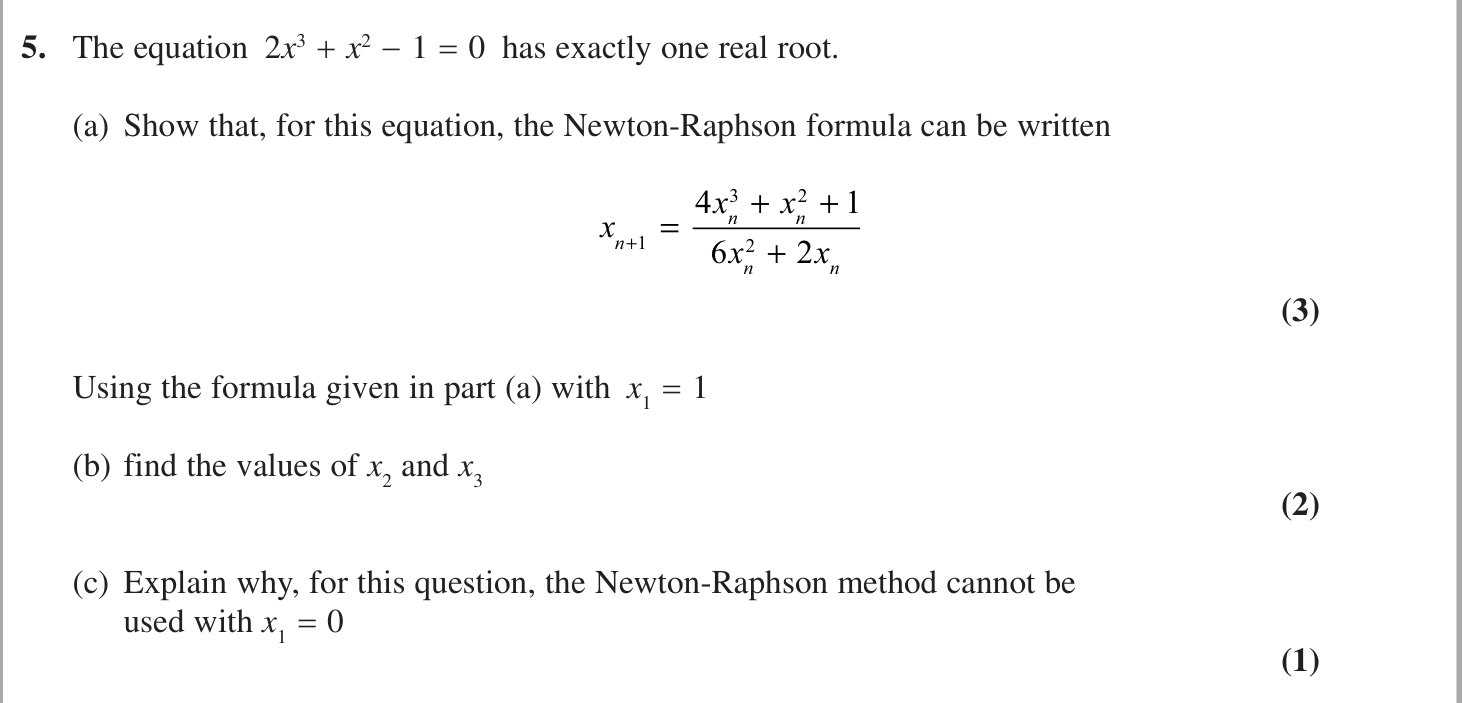 5. The equation 2x³ + x² − 1 = 0 has exactly one real root.
(a) Show that, for this equation, the Newton-Raphson formula can be written
xₙ₊₁ = (4xₙ³ + xₙ² + 1) / (6xₙ² + 2xₙ)
(3)
Using the formula given in part (a) with x₁ = 1
(b) find the values of x₂ and x₃
(2)
(c) Explain why, for this question, the Newton-Raphson method cannot be
used with x₁ = 0
(1)